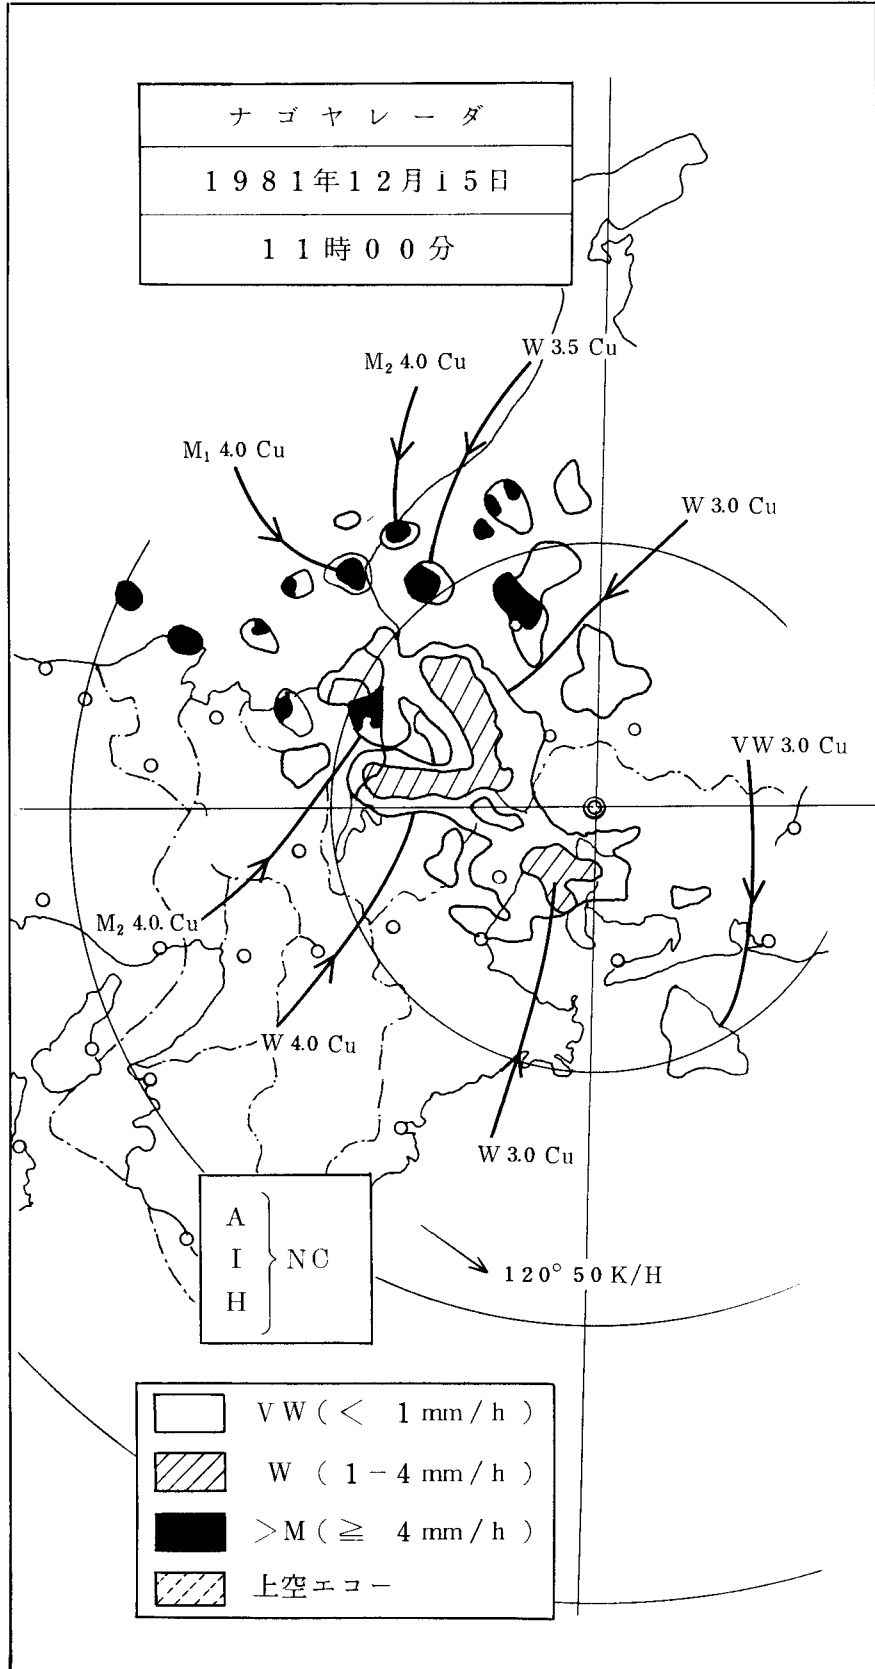 ナゴヤレーダ
1981年12月15日
11時00分
W 3.5 Cu
M₂ 4.0 Cu
M₁ 4.0 Cu
W 3.0 Cu
VW 3.0 Cu
M₂ 4.0. Cu
W 4.0 Cu
W 3.0 Cu
A
I } NC
H
120° 50 K/H
VW (< 1 mm/h)
W (1-4 mm/h)
>M (≧ 4 mm/h)
上空エコー